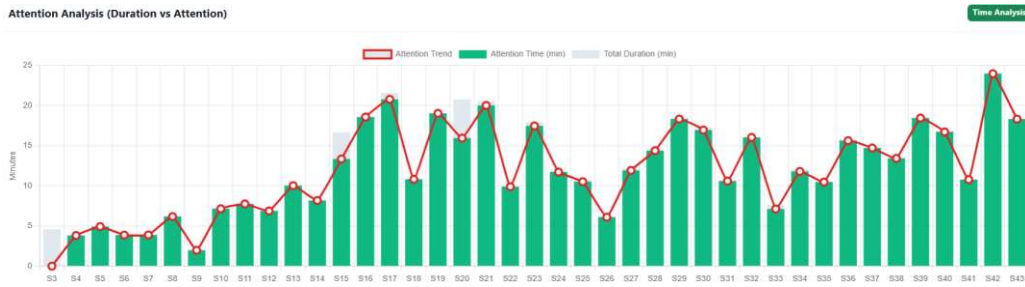 Attention Analysis (Duration vs Attention)
Time Analysis
Attention Trend Attention Time (min) Total Duration (min)
25
20
15
10
5
0
Minutes
S3 S4 S5 S6 S7 S8 S9 S10 S11 S12 S13 S14 S15 S16 S17 S18 S19 S20 S21 S22 S23 S24 S25 S26 S27 S28 S29 S30 S31 S32 S33 S34 S35 S36 S37 S38 S39 S40 S41 S42 S43